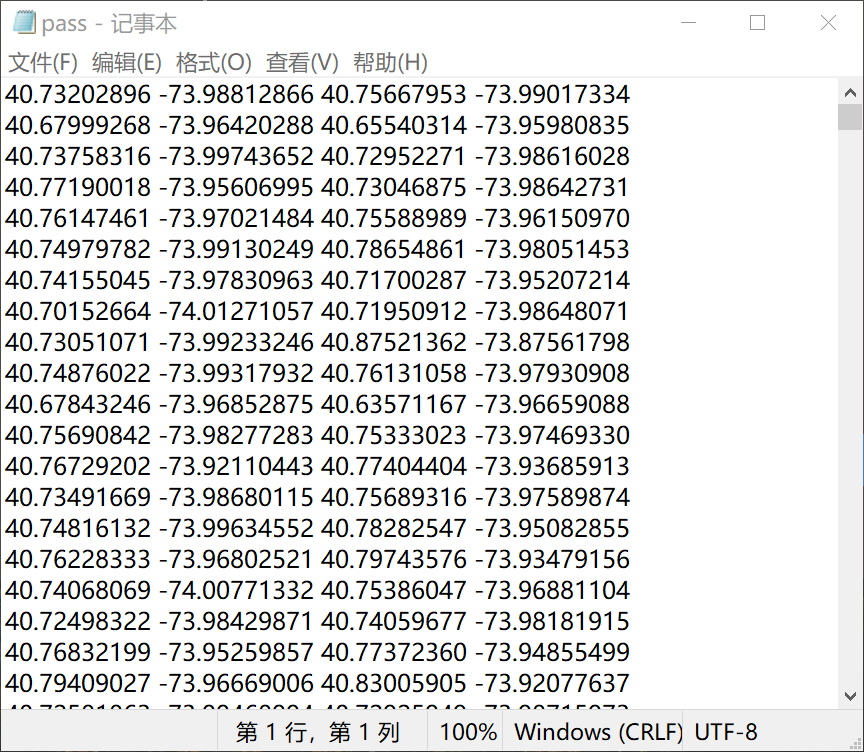 pass - 记事本
文件(F) 编辑(E) 格式(O) 查看(V) 帮助(H)
40.73202896 -73.98812866 40.75667953 -73.99017334
40.67999268 -73.96420288 40.65540314 -73.95980835
40.73758316 -73.99743652 40.72952271 -73.98616028
40.77190018 -73.95606995 40.73046875 -73.98642731
40.76147461 -73.97021484 40.75588989 -73.96150970
40.74979782 -73.99130249 40.78654861 -73.98051453
40.74155045 -73.97830963 40.71700287 -73.95207214
40.70152664 -74.01271057 40.71950912 -73.98648071
40.73051071 -73.99233246 40.87521362 -73.87561798
40.74876022 -73.99317932 40.76131058 -73.97930908
40.67843246 -73.96852875 40.63571167 -73.96659088
40.75690842 -73.98277283 40.75333023 -73.97469330
40.76729202 -73.92110443 40.77404404 -73.93685913
40.73491669 -73.98680115 40.75689316 -73.97589874
40.74816132 -73.99634552 40.78282547 -73.95082855
40.76228333 -73.96802521 40.79743576 -73.93479156
40.74068069 -74.00771332 40.75386047 -73.96881104
40.72498322 -73.98429871 40.74059677 -73.98181915
40.76832199 -73.95259857 40.77372360 -73.94855499
40.79409027 -73.96669006 40.83005905 -73.92077637
第 1 行，第 1 列 100% Windows (CRLF) UTF-8